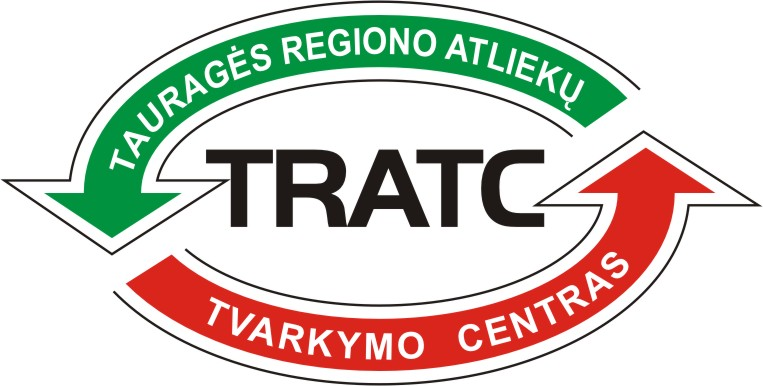 TAURAGĖS REGIONO ATLIEKŲ
TRATC
TVARKYMO CENTRAS